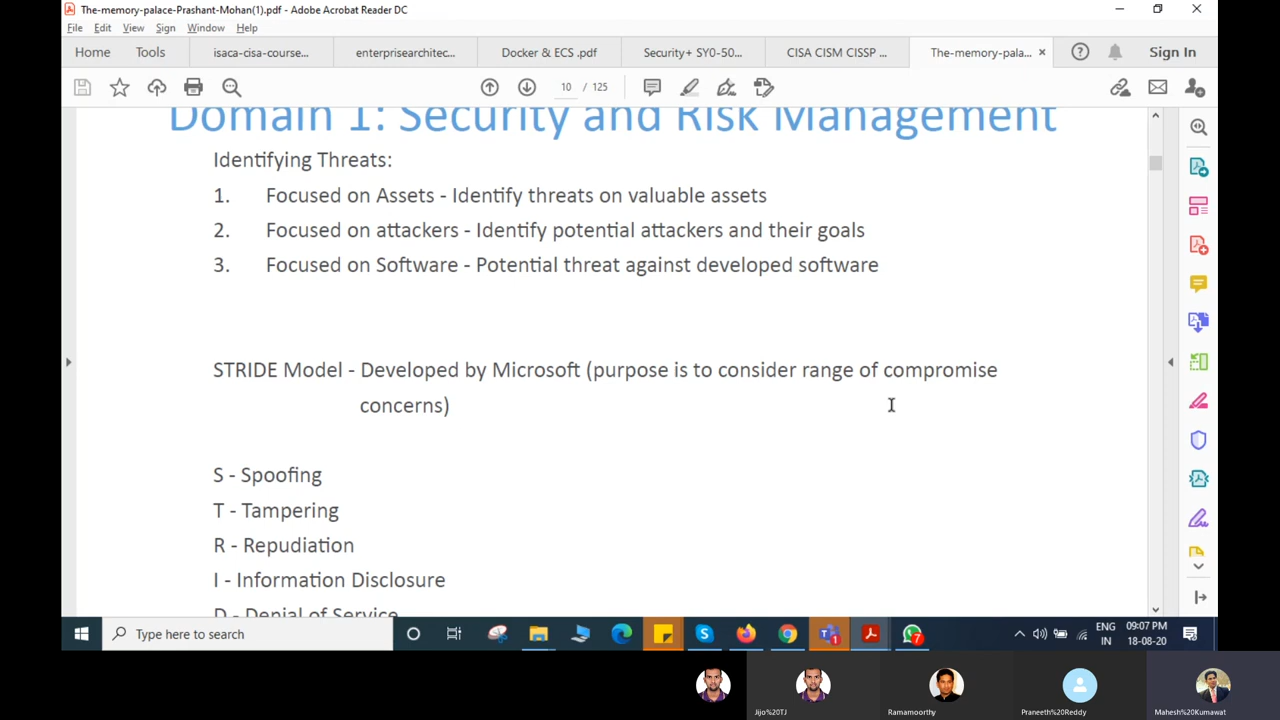 The-memory-palace-Prashant-Mohan(1).pdf - Adobe Acrobat Reader DC
File Edit View Sign Window Help
Home Tools isaca-cisa-course... enterprisearchitec... Docker & ECS .pdf Security+ SY0-50... CISA CISM CISSP ... The-memory-pala... Sign In
10 / 125
Domain 1: Security and Risk Management
Identifying Threats:
1. Focused on Assets - Identify threats on valuable assets
2. Focused on attackers - Identify potential attackers and their goals
3. Focused on Software - Potential threat against developed software
STRIDE Model - Developed by Microsoft (purpose is to consider range of compromise
concerns)
S - Spoofing
T - Tampering
R - Repudiation
I - Information Disclosure
D - Denial of Service
Type here to search
1
7
ENG
IN
09:07 PM
18-08-20
Jijo%20TJ Ramamoorthy Praneeth%20Reddy Mahesh%20Kumawat